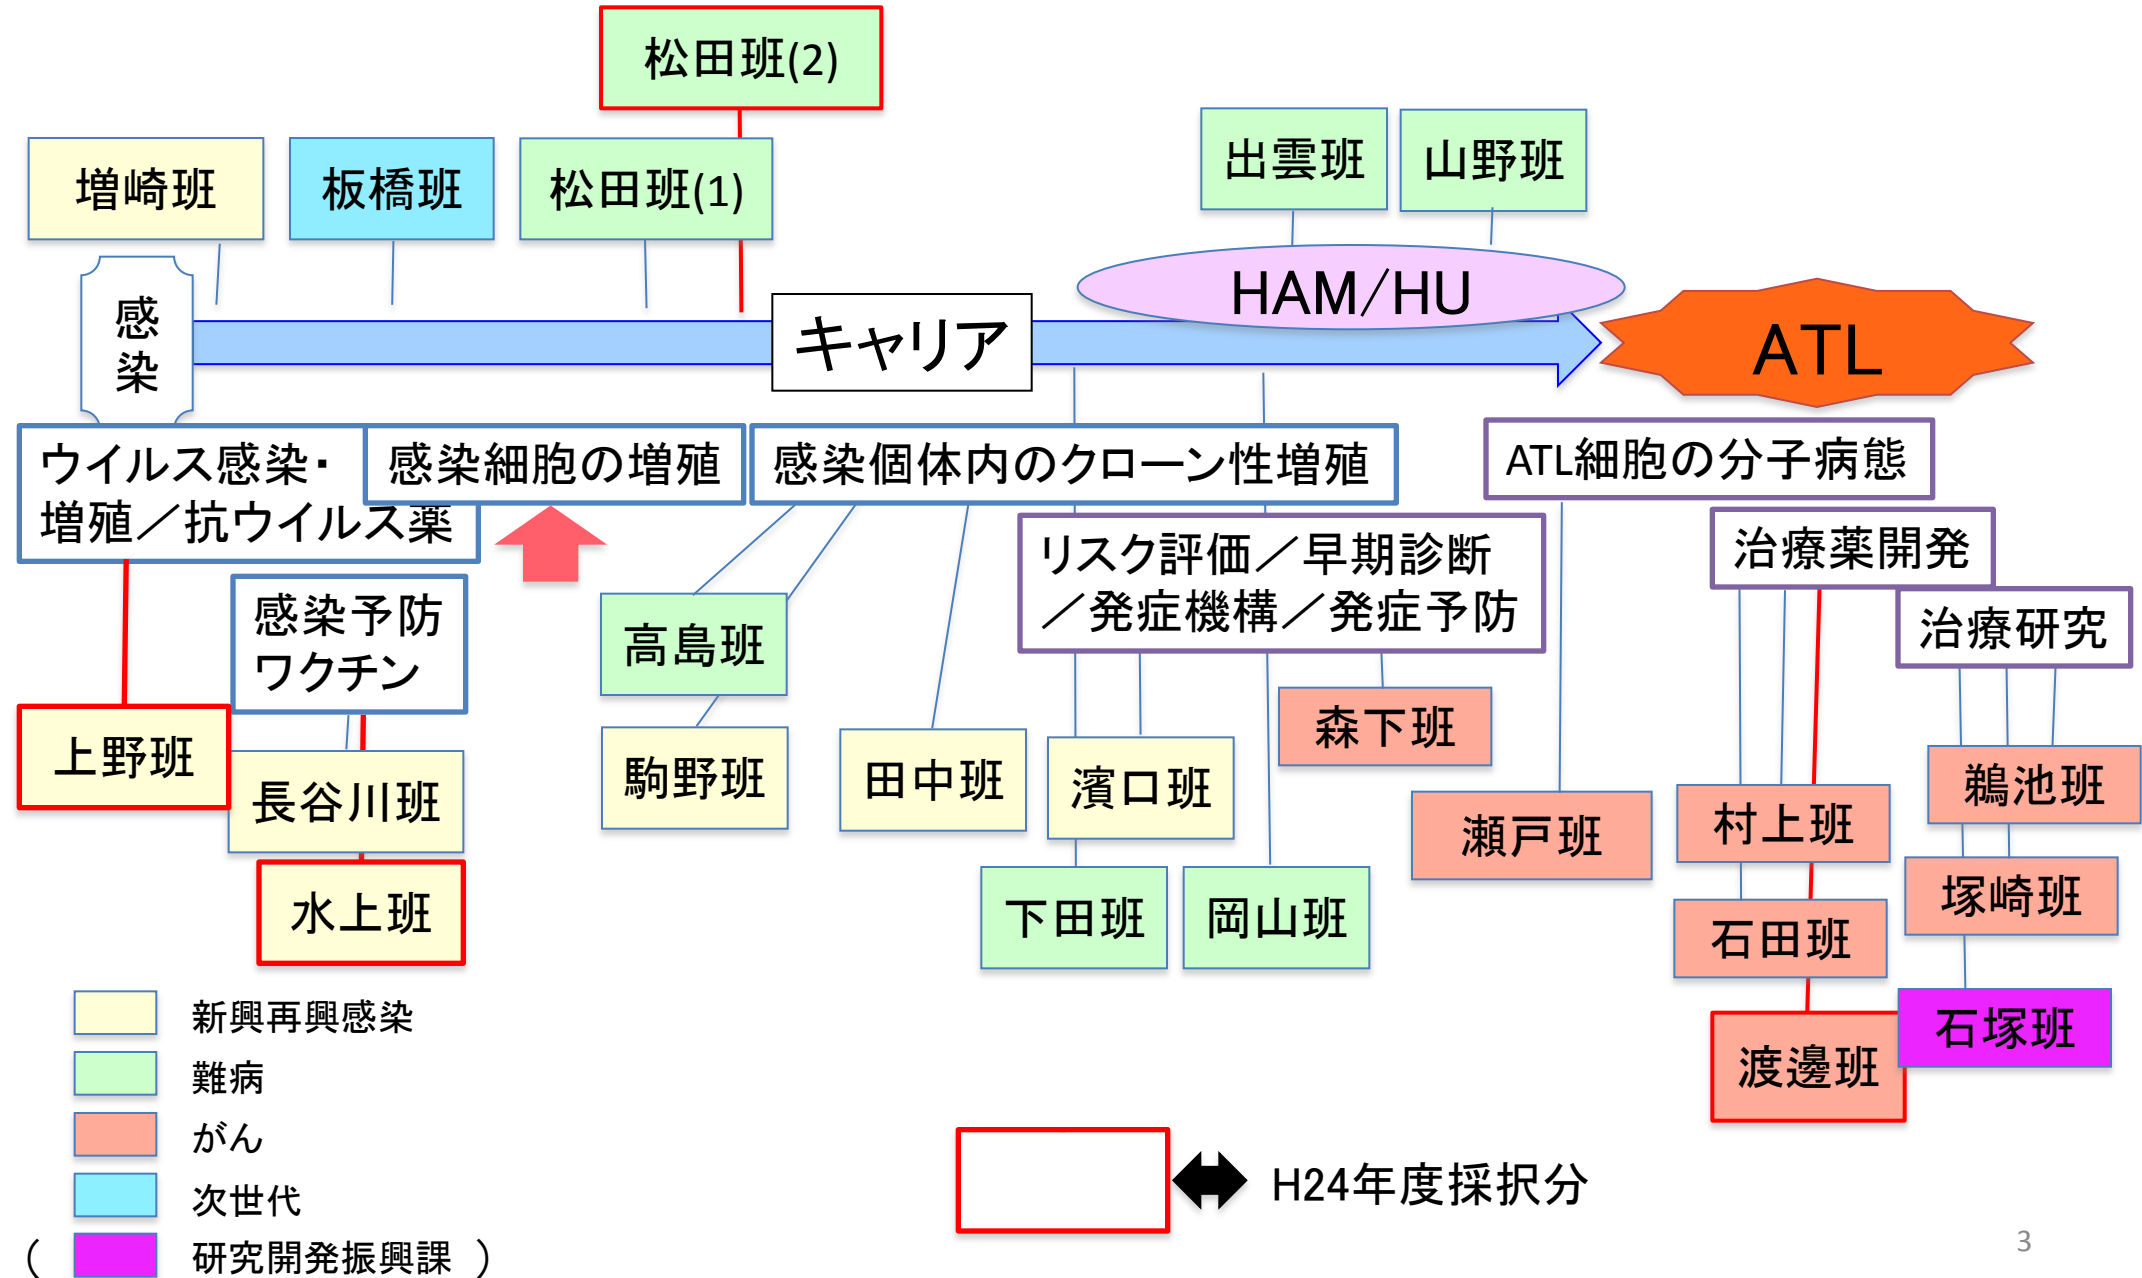 松田班(2)
増崎班
板橋班
松田班(1)
出雲班
山野班
感
染
キャリア
HAM/HU
ATL
ウイルス感染・
増殖/抗ウイルス薬
感染細胞の増殖
感染個体内のクローン性増殖
ATL細胞の分子病態
リスク評価/早期診断
/発症機構/発症予防
治療薬開発
治療研究
感染予防
ワクチン
高島班
上野班
長谷川班
水上班
駒野班
田中班
濱口班
森下班
下田班
岡山班
瀬戸班
村上班
石田班
渡邊班
鵜池班
塚崎班
石塚班
新興再興感染
難病
がん
次世代
( 研究開発振興課 )
H24年度採択分
3